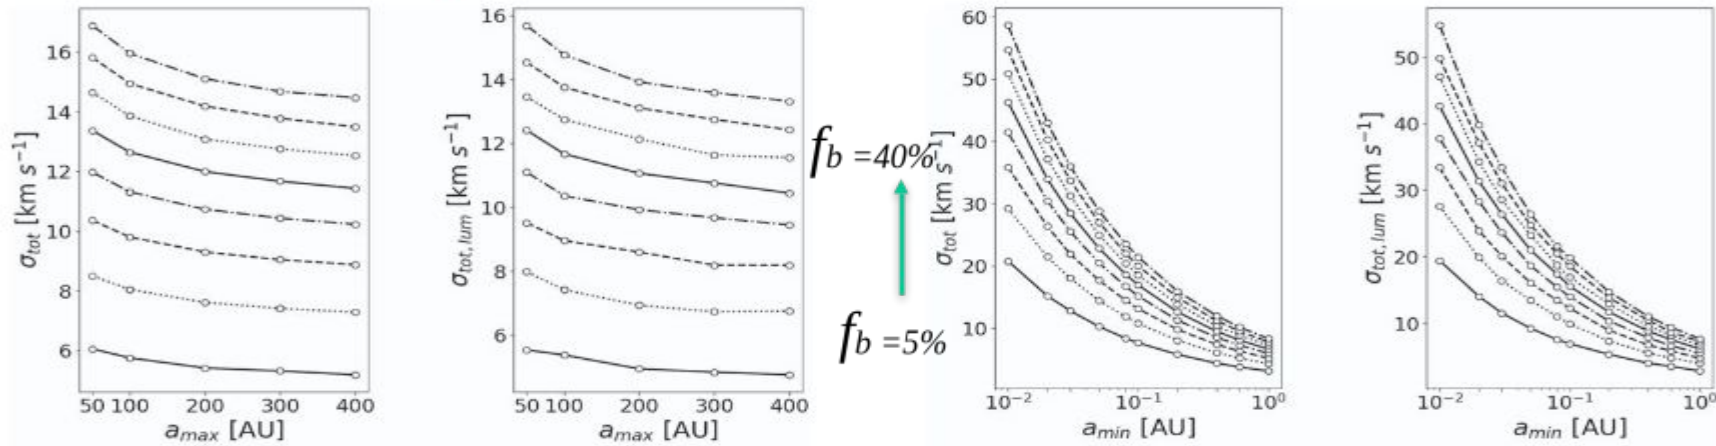 16
14
12
10
8
6
σtot [km s⁻¹]
50 100 200 300 400
amax [AU]
16
14
12
10
8
6
σtot,lum [km s⁻¹]
50 100 200 300 400
amax [AU]
fb =40%
fb =5%
60
50
40
30
20
10
σtot [km s⁻¹]
10⁻² 10⁻¹ 10⁰
amin [AU]
50
40
30
20
10
σtot,lum [km s⁻¹]
10⁻² 10⁻¹ 10⁰
amin [AU]